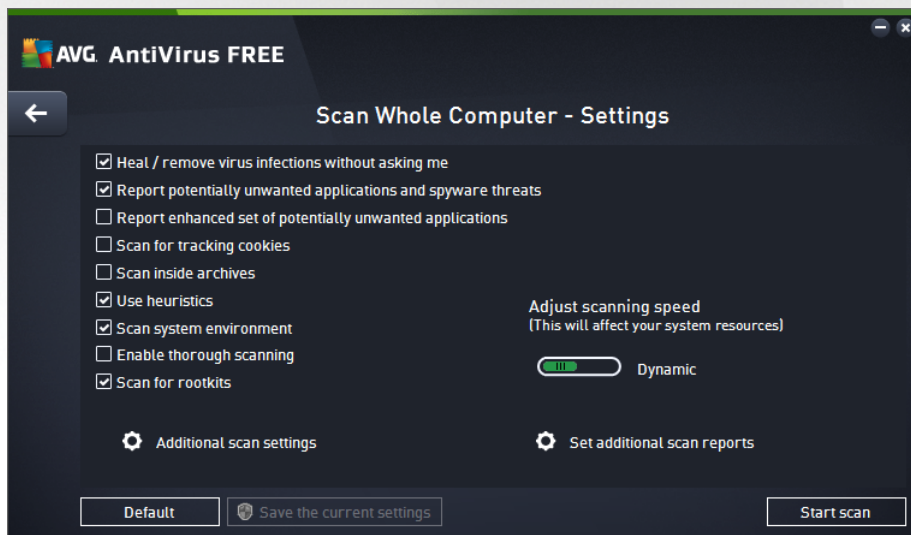 AVG. AntiVirus FREE
Scan Whole Computer - Settings
Heal / remove virus infections without asking me
Report potentially unwanted applications and spyware threats
Report enhanced set of potentially unwanted applications
Scan for tracking cookies
Scan inside archives
Use heuristics
Scan system environment
Enable thorough scanning
Scan for rootkits
Adjust scanning speed
(This will affect your system resources)
Dynamic
Additional scan settings
Set additional scan reports
Default
Save the current settings
Start scan